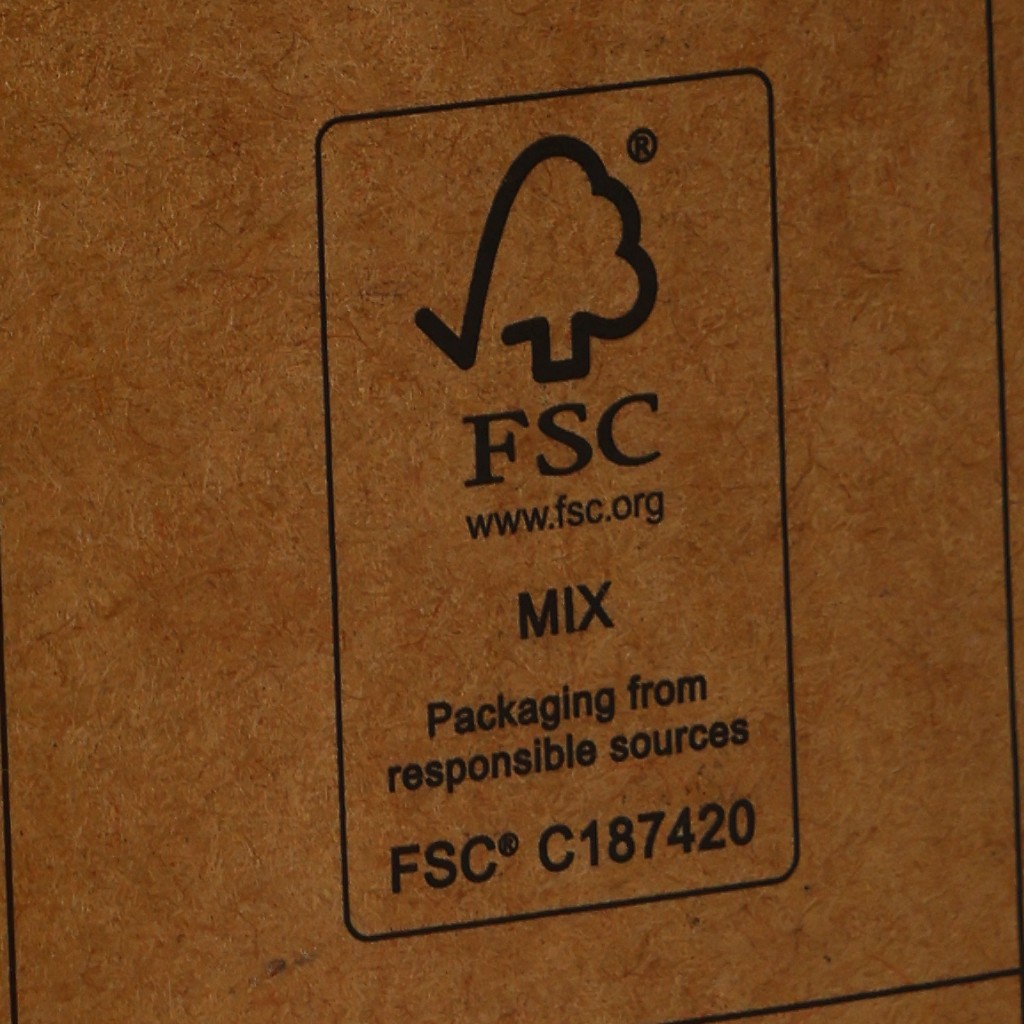 ®
FSC
www.fsc.org
MIX
Packaging from
responsible sources
FSC® C187420